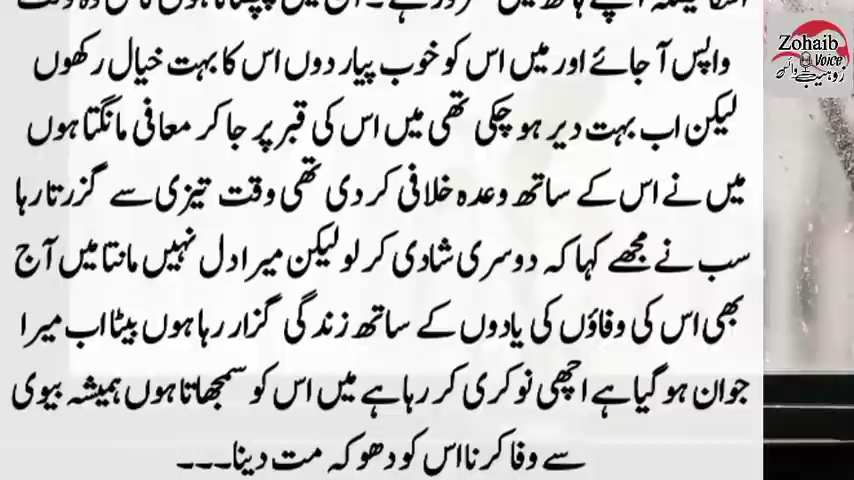 واپس آ جائے اور میں اس کو خوب پیار دوں اس کا بہت خیال رکھوں
لیکن اب بہت دیر ہو چکی تھی میں اس کی قبر پر جا کر معافی مانگتا ہوں
میں نے اس کے ساتھ وعدہ خلافی کر دی تھی وقت تیزی سے گزرتا رہا
سب نے مجھے کہا کہ دوسری شادی کر لو لیکن میرا دل نہیں مانتا میں آج
بھی اس کی وفاؤں کی یادوں کے ساتھ زندگی گزار رہا ہوں بیٹا اب میرا
جوان ہو گیا ہے اچھی نوکری کر رہا ہے میں اس کو سمجھاتا ہوں ہمیشہ بیوی
سے وفا کرنا اس کو دھوکہ مت دینا۔۔۔
Zohaib
Voice
زوہیب وائس